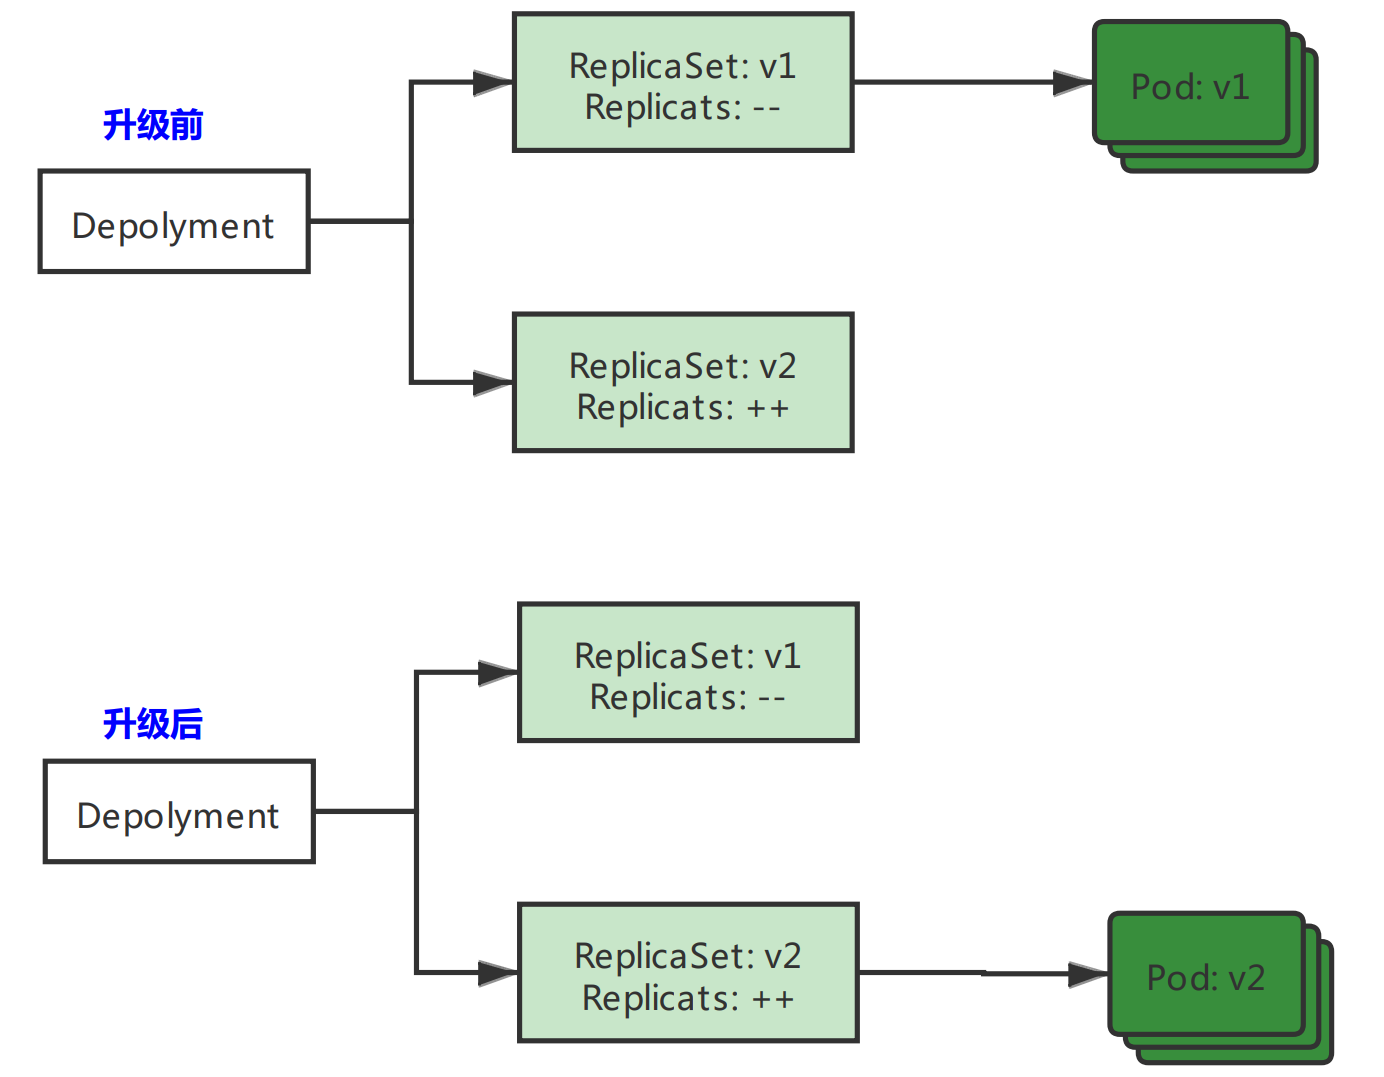 升级前
Depolyment
ReplicaSet: v1
Replicats: --
Pod: v1
ReplicaSet: v2
Replicats: ++
升级后
Depolyment
ReplicaSet: v1
Replicats: --
ReplicaSet: v2
Replicats: ++
Pod: v2